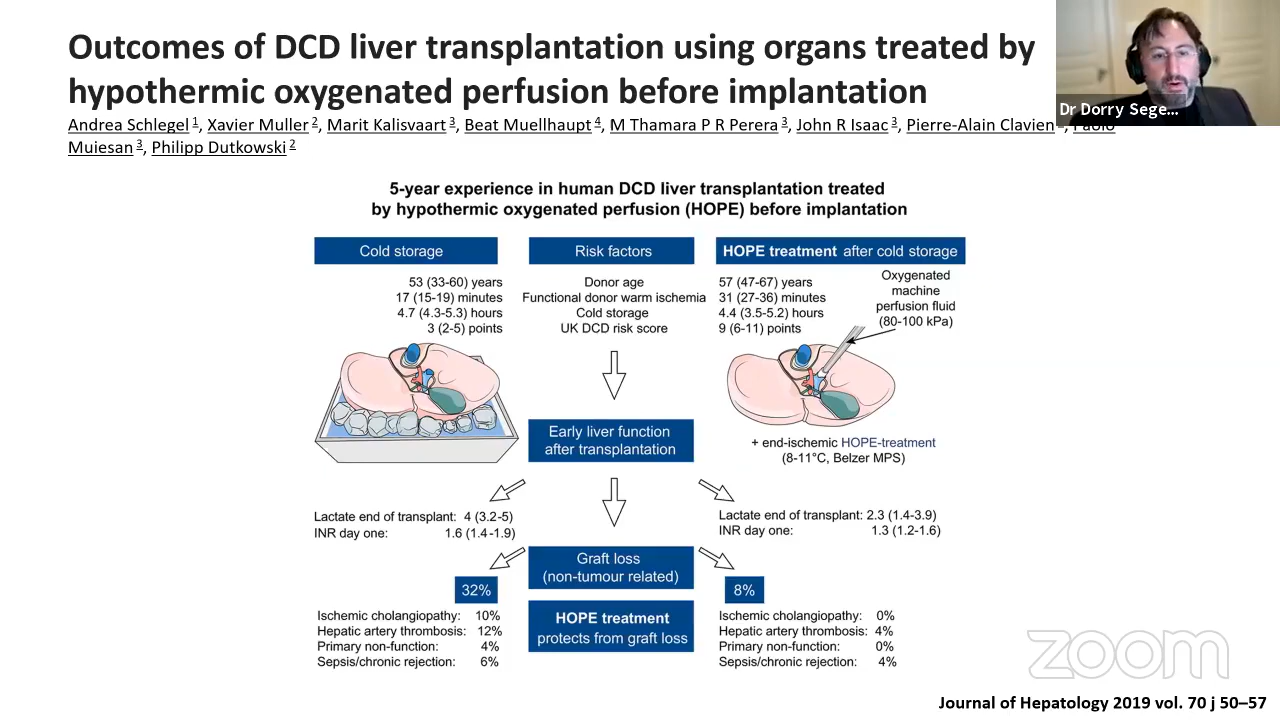 Outcomes of DCD liver transplantation using organs treated by
hypothermic oxygenated perfusion before implantation
Andrea Schlegel 1, Xavier Muller 2, Marit Kalisvaart 3, Beat Muellhaupt 4, M Thamara P R Perera 3, John R Isaac 3, Pierre-Alain Clavien
Muiesan 3, Philipp Dutkowski 2
Dr Dorry Sege...
5-year experience in human DCD liver transplantation treated
by hypothermic oxygenated perfusion (HOPE) before implantation
Cold storage
Risk factors
HOPE treatment after cold storage
53 (33-60) years Donor age 57 (47-67) years
17 (15-19) minutes Functional donor warm ischemia 31 (27-36) minutes
4.7 (4.3-5.3) hours Cold storage 4.4 (3.5-5.2) hours
3 (2-5) points UK DCD risk score 9 (6-11) points
Oxygenated
machine
perfusion fluid
(80-100 kPa)
Early liver function
after transplantation
+ end-ischemic HOPE-treatment
(8-11°C, Belzer MPS)
Lactate end of transplant: 4 (3.2-5)
INR day one: 1.6 (1.4-1.9)
Lactate end of transplant: 2.3 (1.4-3.9)
INR day one: 1.3 (1.2-1.6)
Graft loss
(non-tumour related)
32%
8%
HOPE treatment
protects from graft loss
Ischemic cholangiopathy: 10%
Hepatic artery thrombosis: 12%
Primary non-function: 4%
Sepsis/chronic rejection: 6%
Ischemic cholangiopathy: 0%
Hepatic artery thrombosis: 4%
Primary non-function: 0%
Sepsis/chronic rejection: 4%
zoom
Journal of Hepatology 2019 vol. 70 j 50–57